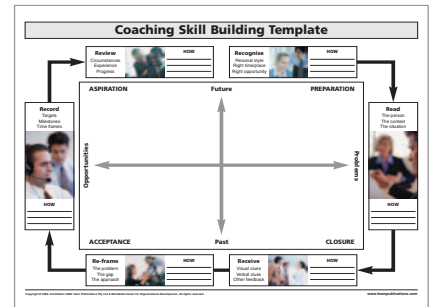 Coaching Skill Building Template
Review
Circumstances
Experience
Progress
HOW
Recognise
Personal style
Right time/place
Right opportunity
HOW
Record
Targets
Milestones
Time frames
HOW
ASPIRATION
Future
PREPARATION
Opportunities
Problems
ACCEPTANCE
Past
CLOSURE
Read
The person
The context
The situation
HOW
Re-frame
The problem
The gap
The approach
HOW
Receive
Visual clues
Verbal clues
Other feedback
HOW